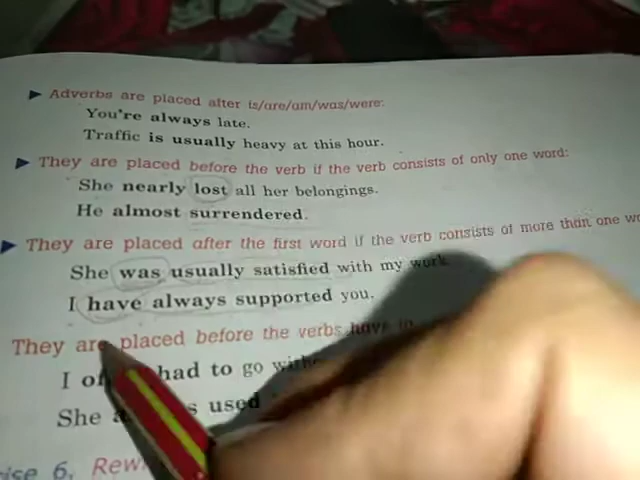 ► Adverbs are placed after is/are/am/was/were:
You're always late.
Traffic is usually heavy at this hour.
► They are placed before the verb if the verb consists of only one word:
She nearly lost all her belongings.
He almost surrendered.
► They are placed after the first word if the verb consists of more than one
She was usually satisfied with my work
I have always supported you.
They are placed before the verbs have to
I had to go
She used
6. Rew